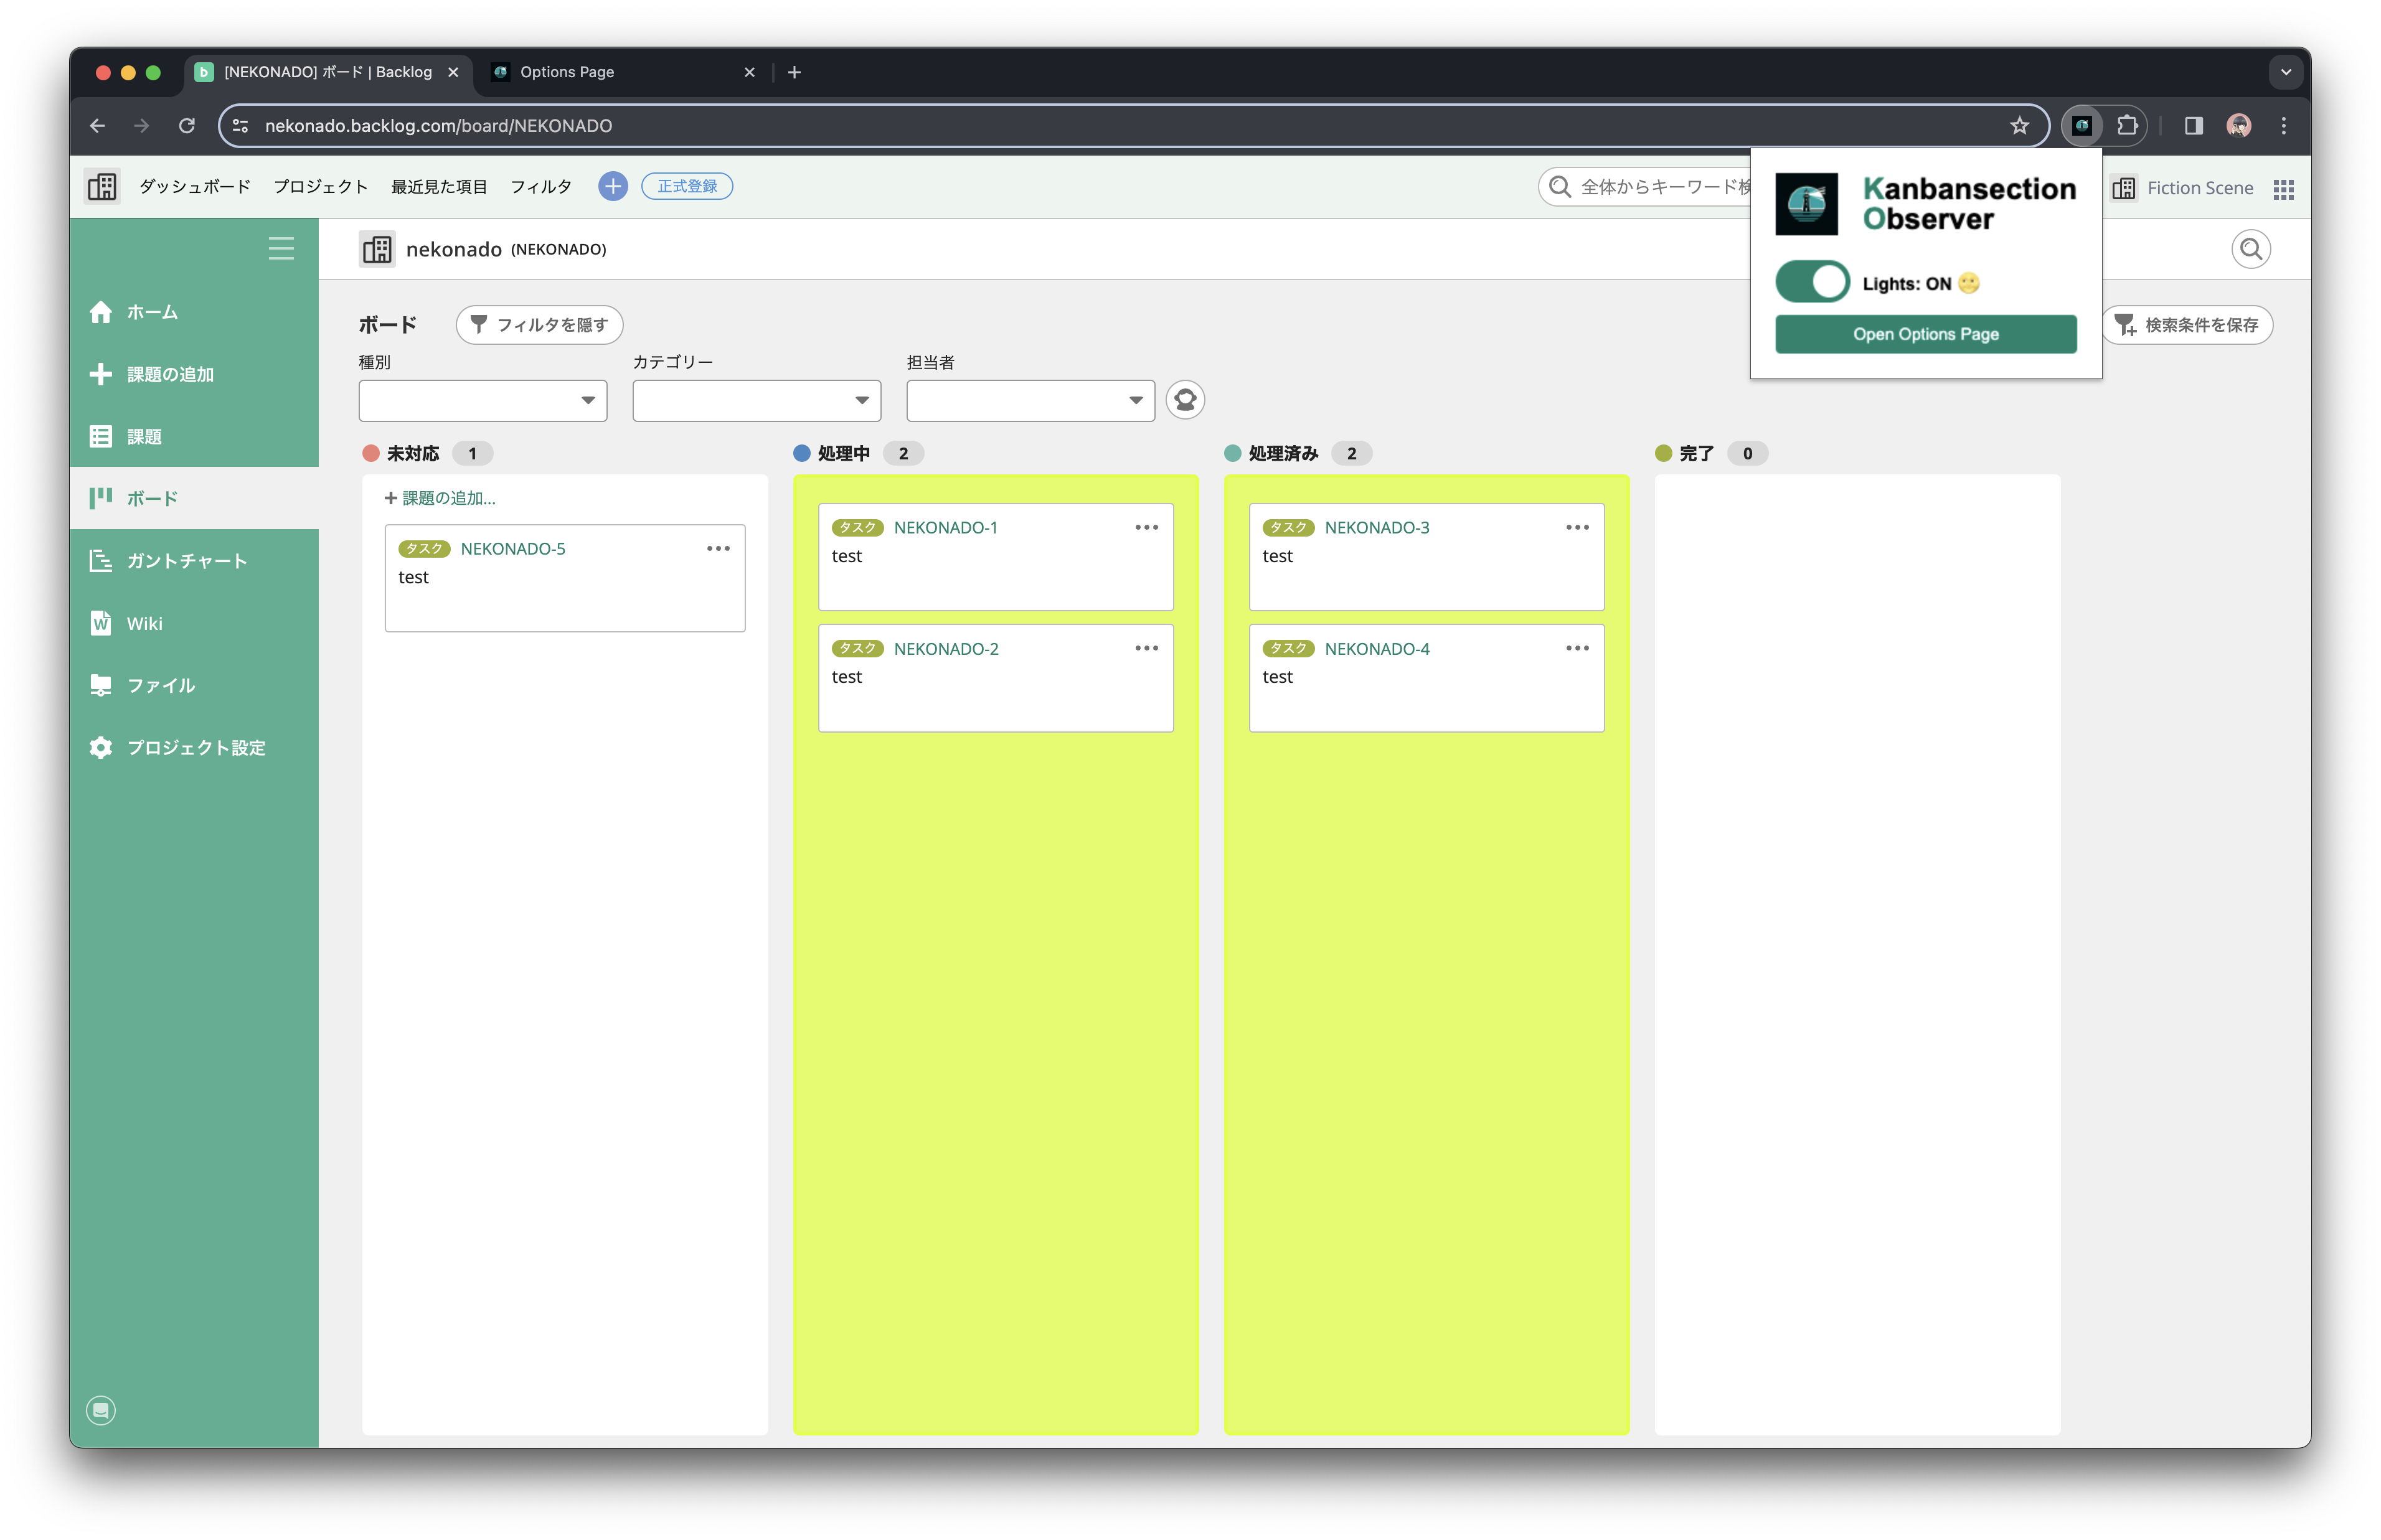 [NEKONADO] ボード | Backlog
Options Page
nekonado.backlog.com/board/NEKONADO
ダッシュボード プロジェクト 最近見た項目 フィルタ 正式登録
全体からキーワード検
Fiction Scene
Kanbansection
Observer
Lights: ON
Open Options Page
nekonado (NEKONADO)
ホーム
課題の追加
課題
ボード
ガントチャート
Wiki
ファイル
プロジェクト設定
ボード
フィルタを隠す
検索条件を保存
種別
カテゴリー
担当者
未対応 1
処理中 2
処理済み 2
完了 0
課題の追加...
タスク NEKONADO-5
test
タスク NEKONADO-1
test
タスク NEKONADO-2
test
タスク NEKONADO-3
test
タスク NEKONADO-4
test